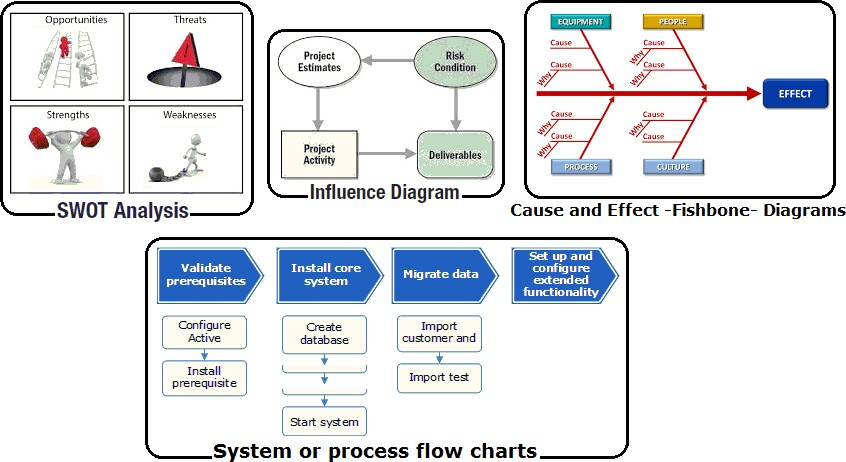 Opportunities
Threats
Strengths
Weaknesses
SWOT Analysis
Project
Estimates
Risk
Condition
Project
Activity
Deliverables
Influence Diagram
EQUIPMENT
PEOPLE
Cause
Cause
Why
Cause
Why
Cause
Why
Why
EFFECT
Cause
Cause
Why
Why
Cause
Cause
Why
Why
PROCESS
CULTURE
Cause and Effect -Fishbone- Diagrams
Validate
prerequisites
Install core
system
Migrate data
Set up and
configure
extended
functionality
Configure
Active
Install
prerequisite
Create
database
Start system
Import
customer and
Import test
System or process flow charts